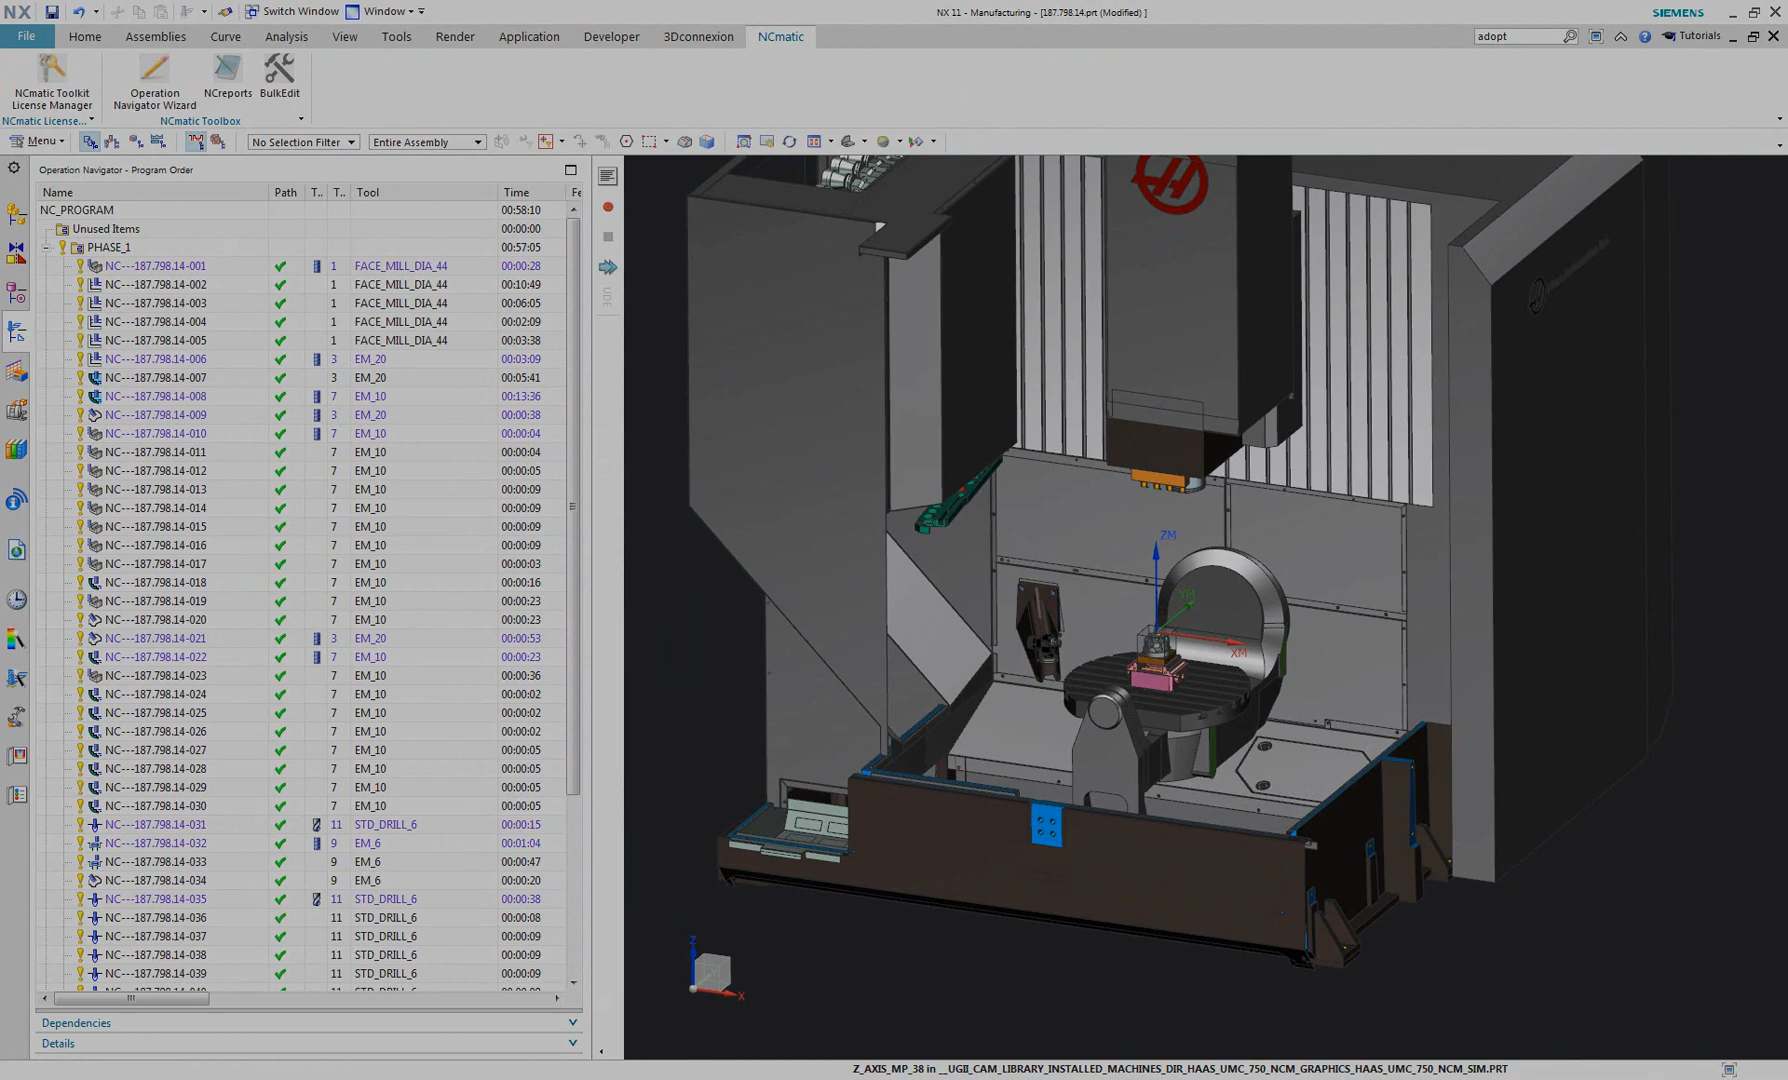 NX
Switch Window
Window
NX 11 - Manufacturing - [187.798.14.prt (Modified) ]
SIEMENS
File
Home
Assemblies
Curve
Analysis
View
Tools
Render
Application
Developer
3Dconnexion
NCmatic
adopt
Tutorials
NCmatic Toolkit
License Manager
Operation
Navigator Wizard
NCreports
BulkEdit
NCmatic License...
NCmatic Toolbox
Menu
No Selection Filter
Entire Assembly
Operation Navigator - Program Order
Name Path T.. T.. Tool Time Fe
NC_PROGRAM 00:58:10
Unused Items 00:00:00
PHASE_1 00:57:05
NC---187.798.14-001 1 FACE_MILL_DIA_44 00:00:28
NC---187.798.14-002 1 FACE_MILL_DIA_44 00:10:49
NC---187.798.14-003 1 FACE_MILL_DIA_44 00:06:05
NC---187.798.14-004 1 FACE_MILL_DIA_44 00:02:09
NC---187.798.14-005 1 FACE_MILL_DIA_44 00:03:38
NC---187.798.14-006 3 EM_20 00:03:09
NC---187.798.14-007 3 EM_20 00:05:41
NC---187.798.14-008 7 EM_10 00:13:36
NC---187.798.14-009 3 EM_20 00:00:38
NC---187.798.14-010 7 EM_10 00:00:04
NC---187.798.14-011 7 EM_10 00:00:04
NC---187.798.14-012 7 EM_10 00:00:05
NC---187.798.14-013 7 EM_10 00:00:09
NC---187.798.14-014 7 EM_10 00:00:09
NC---187.798.14-015 7 EM_10 00:00:09
NC---187.798.14-016 7 EM_10 00:00:09
NC---187.798.14-017 7 EM_10 00:00:03
NC---187.798.14-018 7 EM_10 00:00:16
NC---187.798.14-019 7 EM_10 00:00:23
NC---187.798.14-020 7 EM_10 00:00:23
NC---187.798.14-021 3 EM_20 00:00:53
NC---187.798.14-022 7 EM_10 00:00:23
NC---187.798.14-023 7 EM_10 00:00:36
NC---187.798.14-024 7 EM_10 00:00:02
NC---187.798.14-025 7 EM_10 00:00:02
NC---187.798.14-026 7 EM_10 00:00:02
NC---187.798.14-027 7 EM_10 00:00:05
NC---187.798.14-028 7 EM_10 00:00:05
NC---187.798.14-029 7 EM_10 00:00:05
NC---187.798.14-030 7 EM_10 00:00:05
NC---187.798.14-031 11 STD_DRILL_6 00:00:15
NC---187.798.14-032 9 EM_6 00:01:04
NC---187.798.14-033 9 EM_6 00:00:47
NC---187.798.14-034 9 EM_6 00:00:20
NC---187.798.14-035 11 STD_DRILL_6 00:00:38
NC---187.798.14-036 11 STD_DRILL_6 00:00:08
NC---187.798.14-037 11 STD_DRILL_6 00:00:09
NC---187.798.14-038 11 STD_DRILL_6 00:00:09
NC---187.798.14-039 11 STD_DRILL_6 00:00:09
Dependencies
Details
UDE
ZM
YM
XM
Z
X
Z_AXIS_MP_38 in __UGII_CAM_LIBRARY_INSTALLED_MACHINES_DIR_HAAS_UMC_750_NCM_GRAPHICS_HAAS_UMC_750_NCM_SIM.PRT